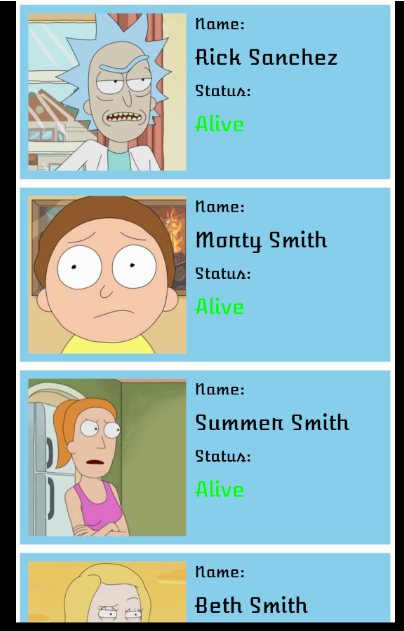 Name:
Rick Sanchez
Status:
Alive
Name:
Morty Smith
Status:
Alive
Name:
Summer Smith
Status:
Alive
Name:
Beth Smith